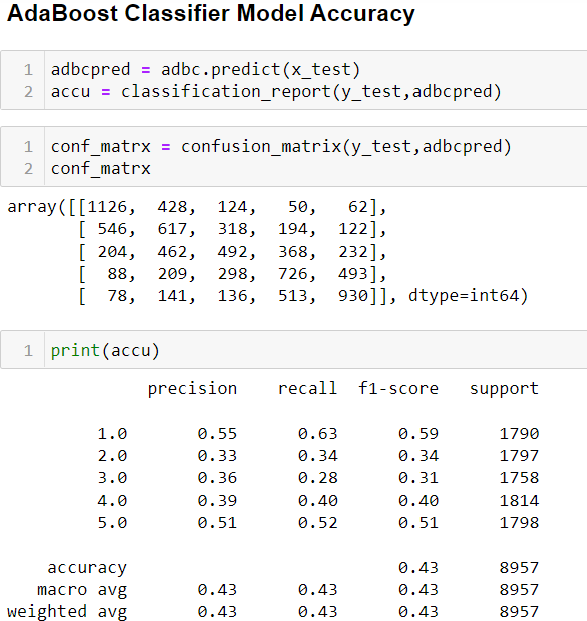 AdaBoost Classifier Model Accuracy
1 adbcpred = adbc.predict(x_test)
2 accu = classification_report(y_test,adbcpred)
1 conf_matrx = confusion_matrix(y_test,adbcpred)
2 conf_matrx
array([[1126, 428, 124, 50, 62],
[ 546, 617, 318, 194, 122],
[ 204, 462, 492, 368, 232],
[ 88, 209, 298, 726, 493],
[ 78, 141, 136, 513, 930]], dtype=int64)
1 print(accu)
precision recall f1-score support
1.0 0.55 0.63 0.59 1790
2.0 0.33 0.34 0.34 1797
3.0 0.36 0.28 0.31 1758
4.0 0.39 0.40 0.40 1814
5.0 0.51 0.52 0.51 1798
accuracy 0.43 8957
macro avg 0.43 0.43 0.43 8957
weighted avg 0.43 0.43 0.43 8957